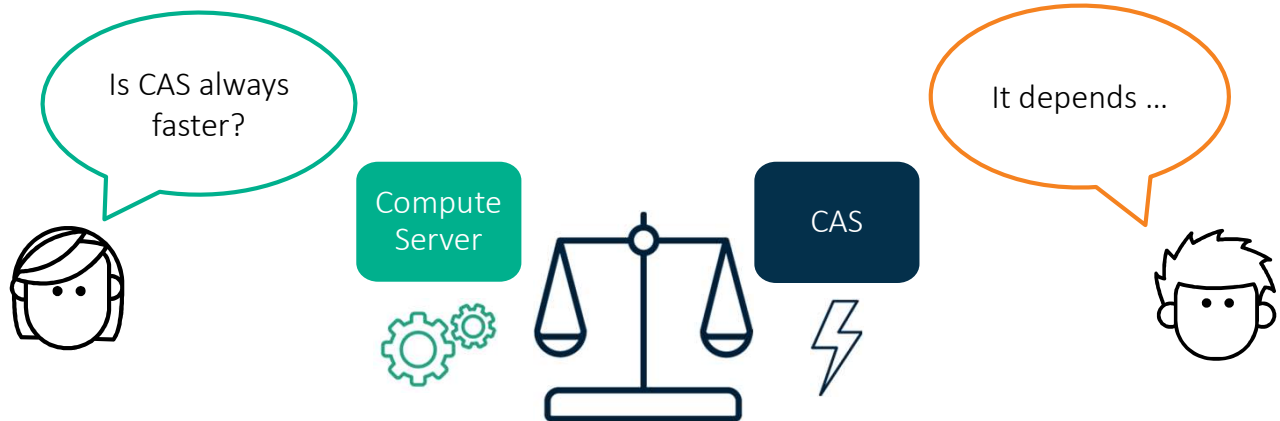 Is CAS always
faster?
It depends ...
Compute
Server
CAS